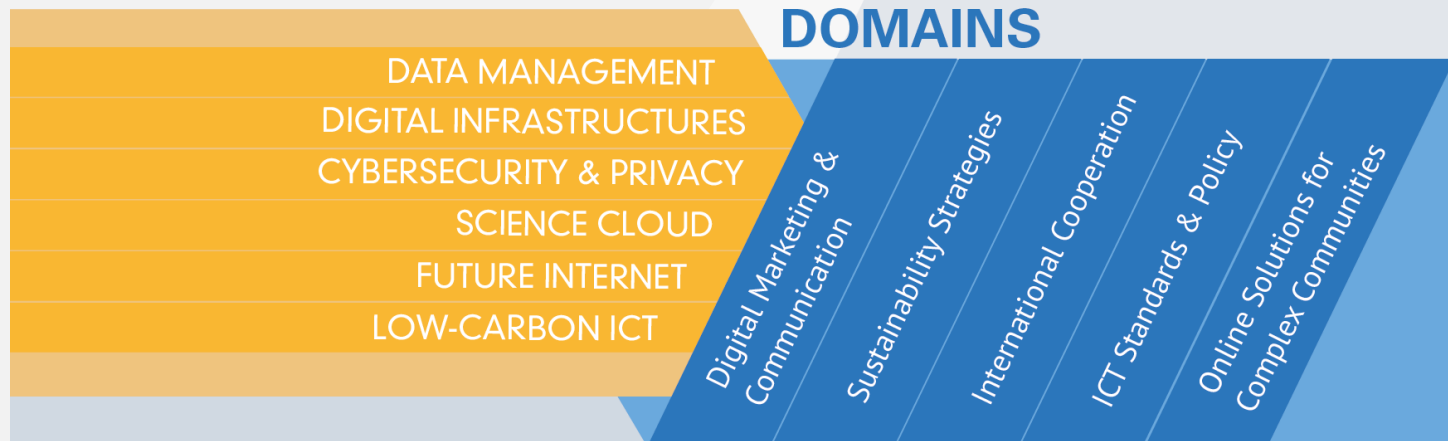 DOMAINS
DATA MANAGEMENT
DIGITAL INFRASTRUCTURES
CYBERSECURITY & PRIVACY
SCIENCE CLOUD
FUTURE INTERNET
LOW-CARBON ICT
Digital Marketing &
Communication
Sustainability Strategies
International Cooperation
ICT Standards & Policy
Online Solutions for
Complex Communities